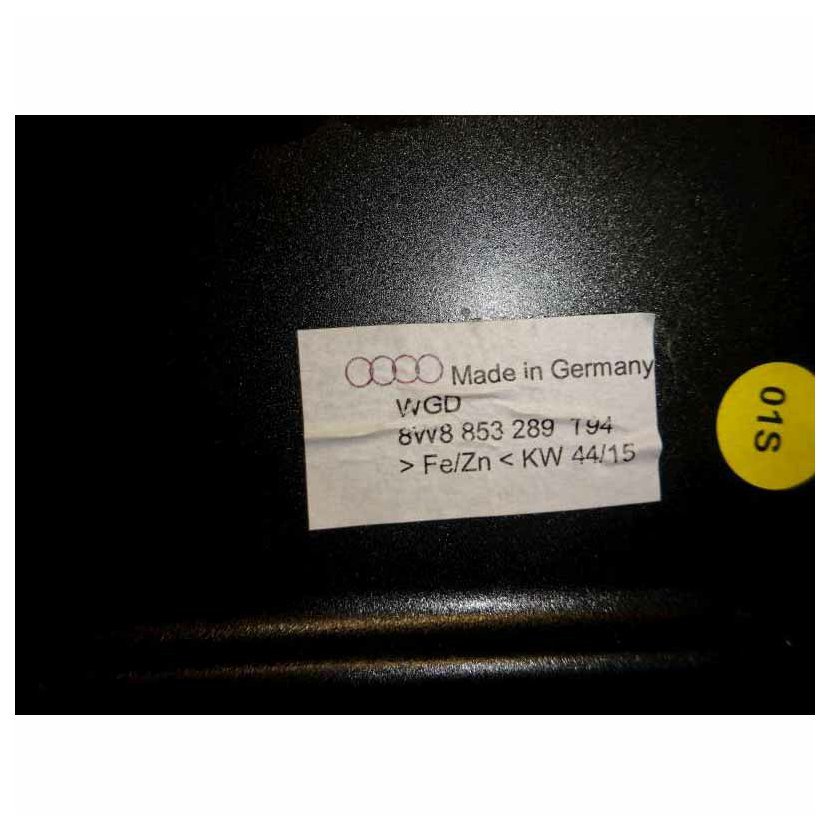 Made in Germany
WGD
8W8 853 289 T94
> Fe/Zn < KW 44/15
01S